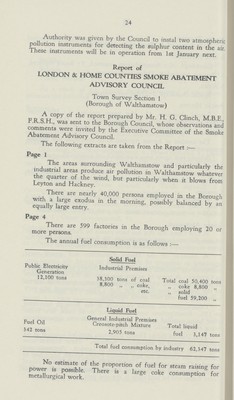 24
Authority was given by the Council to instal two atmospheric
pollution instruments for detecting the sulphur content in the air.
These instruments will be in operation from 1st January next.
Report of
LONDON & HOME COUNTIES SMOKE ABATEMENT
ADVISORY COUNCIL
Town Survey Section 1
(Borough of Walthamstow)
A copy of the report prepared by Mr. H. G. Clinch, M.B.E.,
F.R.S.H., was sent to the Borough Council, whose observations and
comments were invited by the Executive Committee of the Smoke
Abatement Advisory Council.
The following extracts are taken from the Report :—
Page 1
The areas surrounding Walthamstow and particularly the
industrial areas produce air pollution in Walthamstow whatever
the quarter of the wind, but particularly when it blows from
Leyton and Hackney.
There are nearly 40,000 persons employed in the Borough
with a large exodus in the morning, possibly balanced by an
equally large entry.
Page 4
There are 399 factories in the Borough employing 20 or
more persons.
The annual fuel consumption is as follows :—
Solid Fuel
Public Electricity Industrial Premises
Generation
12,100 tons 38,300 tons of coal Total coal 50,400 tons
8,800 „ „ coke, „ coke 8,800 „
etc. „ solid
fuel 59,200 „
Liquid Fuel
General Industrial Premises
Fuel Oil Creosote-pitch Mixture Total liquid
142 tons 2,905 tons fuel 3,147 tons
Total fuel consumption by industry 62,347 tons
No estimate of the proportion of fuel for steam raising for
power is possible. There is a large coke consumption for
metallurgical work.